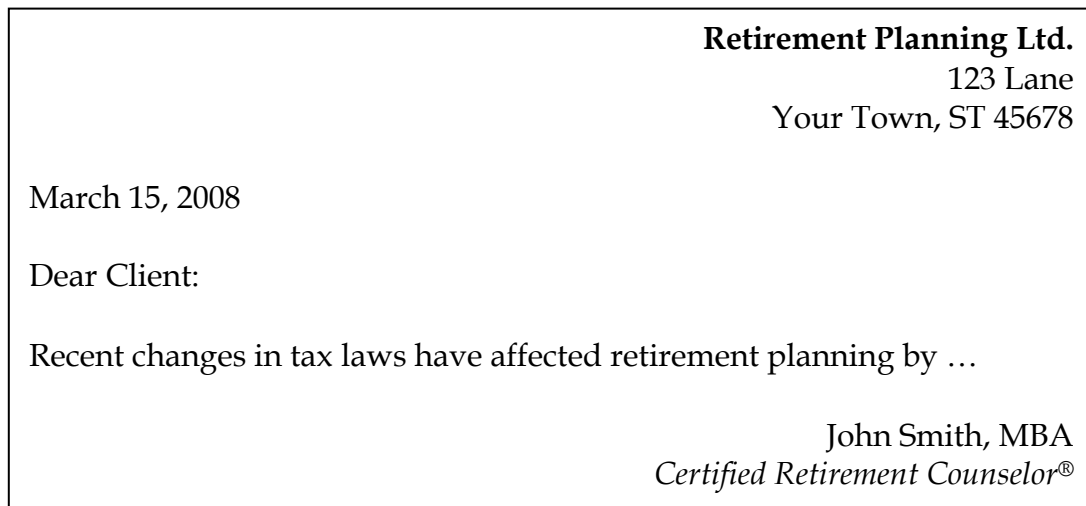 Retirement Planning Ltd.
123 Lane
Your Town, ST 45678
March 15, 2008
Dear Client:
Recent changes in tax laws have affected retirement planning by …
John Smith, MBA
Certified Retirement Counselor®